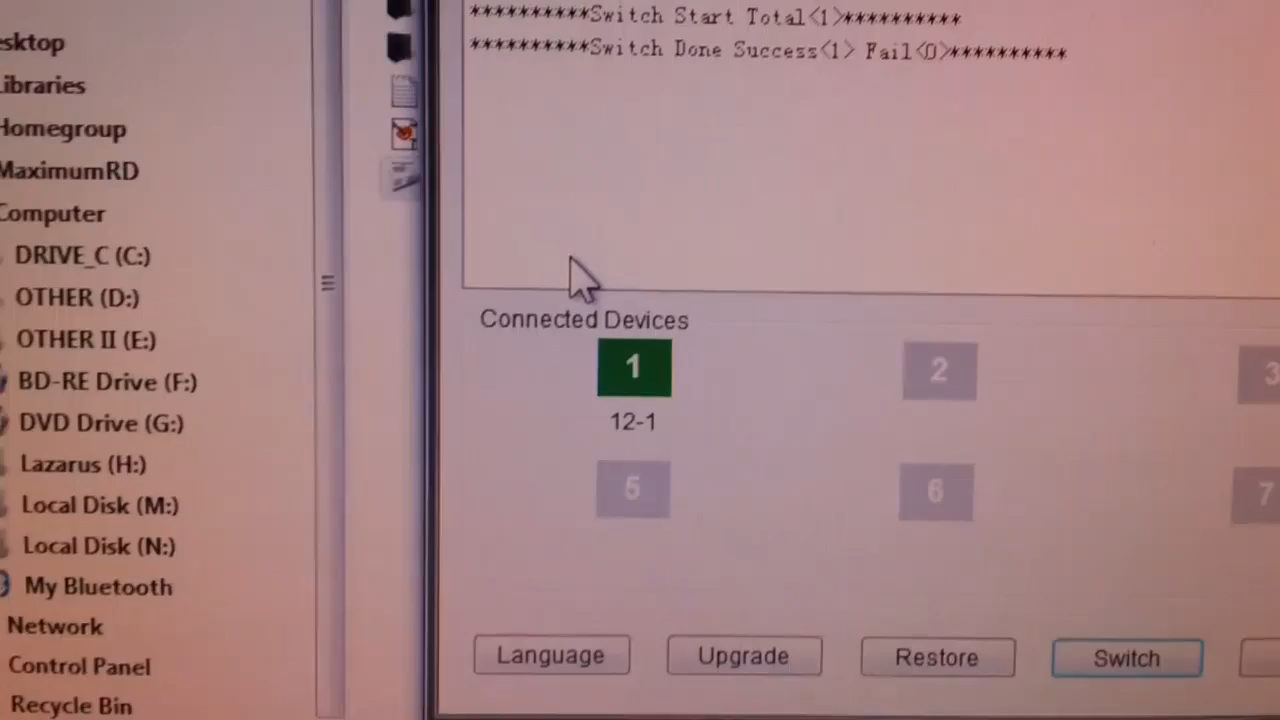 esktop
ibraries
Homegroup
MaximumRD
Computer
DRIVE_C (C:)
OTHER (D:)
OTHER II (E:)
BD-RE Drive (F:)
DVD Drive (G:)
Lazarus (H:)
Local Disk (M:)
Local Disk (N:)
My Bluetooth
Network
Control Panel
Recycle Bin
**********Switch Start Total<1>**********
**********Switch Done Success<1> Fail<0>**********
Connected Devices
1 2 3
12-1
5 6 7
Language Upgrade Restore Switch